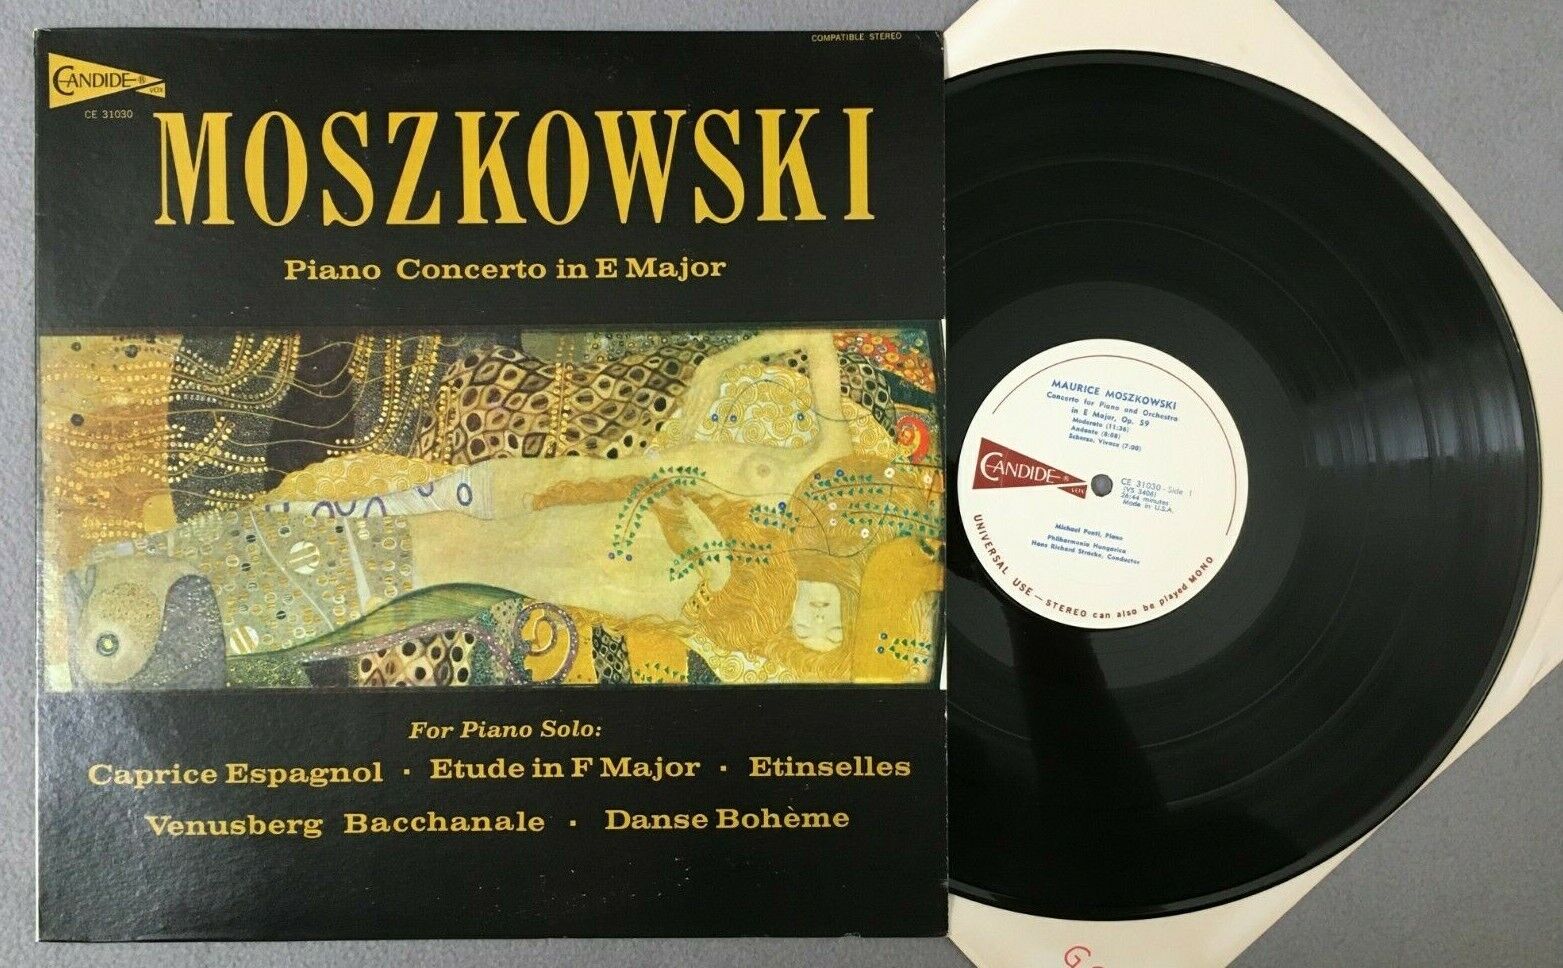 COMPATIBLE STEREO
CANDIDE ®
VOX
CE 31030
MOSZKOWSKI
Piano Concerto in E Major
For Piano Solo:
Caprice Espagnol · Etude in F Major · Etinselles
Venusberg Bacchanale · Danse Bohème
MAURICE MOSZKOWSKI
Concerto for Piano and Orchestra
in E Major, Op. 59
Moderato (11:36)
Andante (8:08)
Scherzo, Vivace (7:00)
CANDIDE ®
VOX
CE 31030 - Side 1
(VS 3406)
26:44 minutes
Made in U.S.A.
Michael Ponti, Piano
Philharmonia Hungarica
Hans Richard Stracke, Conductor
UNIVERSAL USE — STEREO can also be played MONO